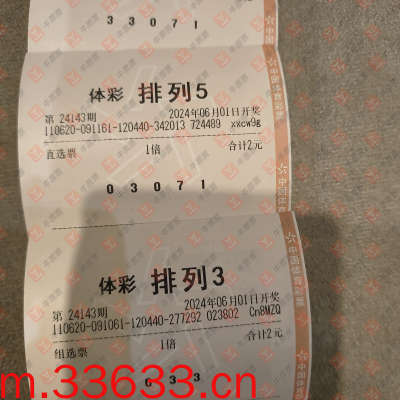 33071
体彩 排列5
第 24143期 2024年06月01日开奖
110620-091161-120440-342013 724489 xxcw9g
直选票 1倍 合计2元
03071
体彩 排列3
第 24143期 2024年06月01日开奖
110620-091061-120440-277292 023802 Cn8MZQ
组选票 1倍 合计2元
033
m.33633.cn